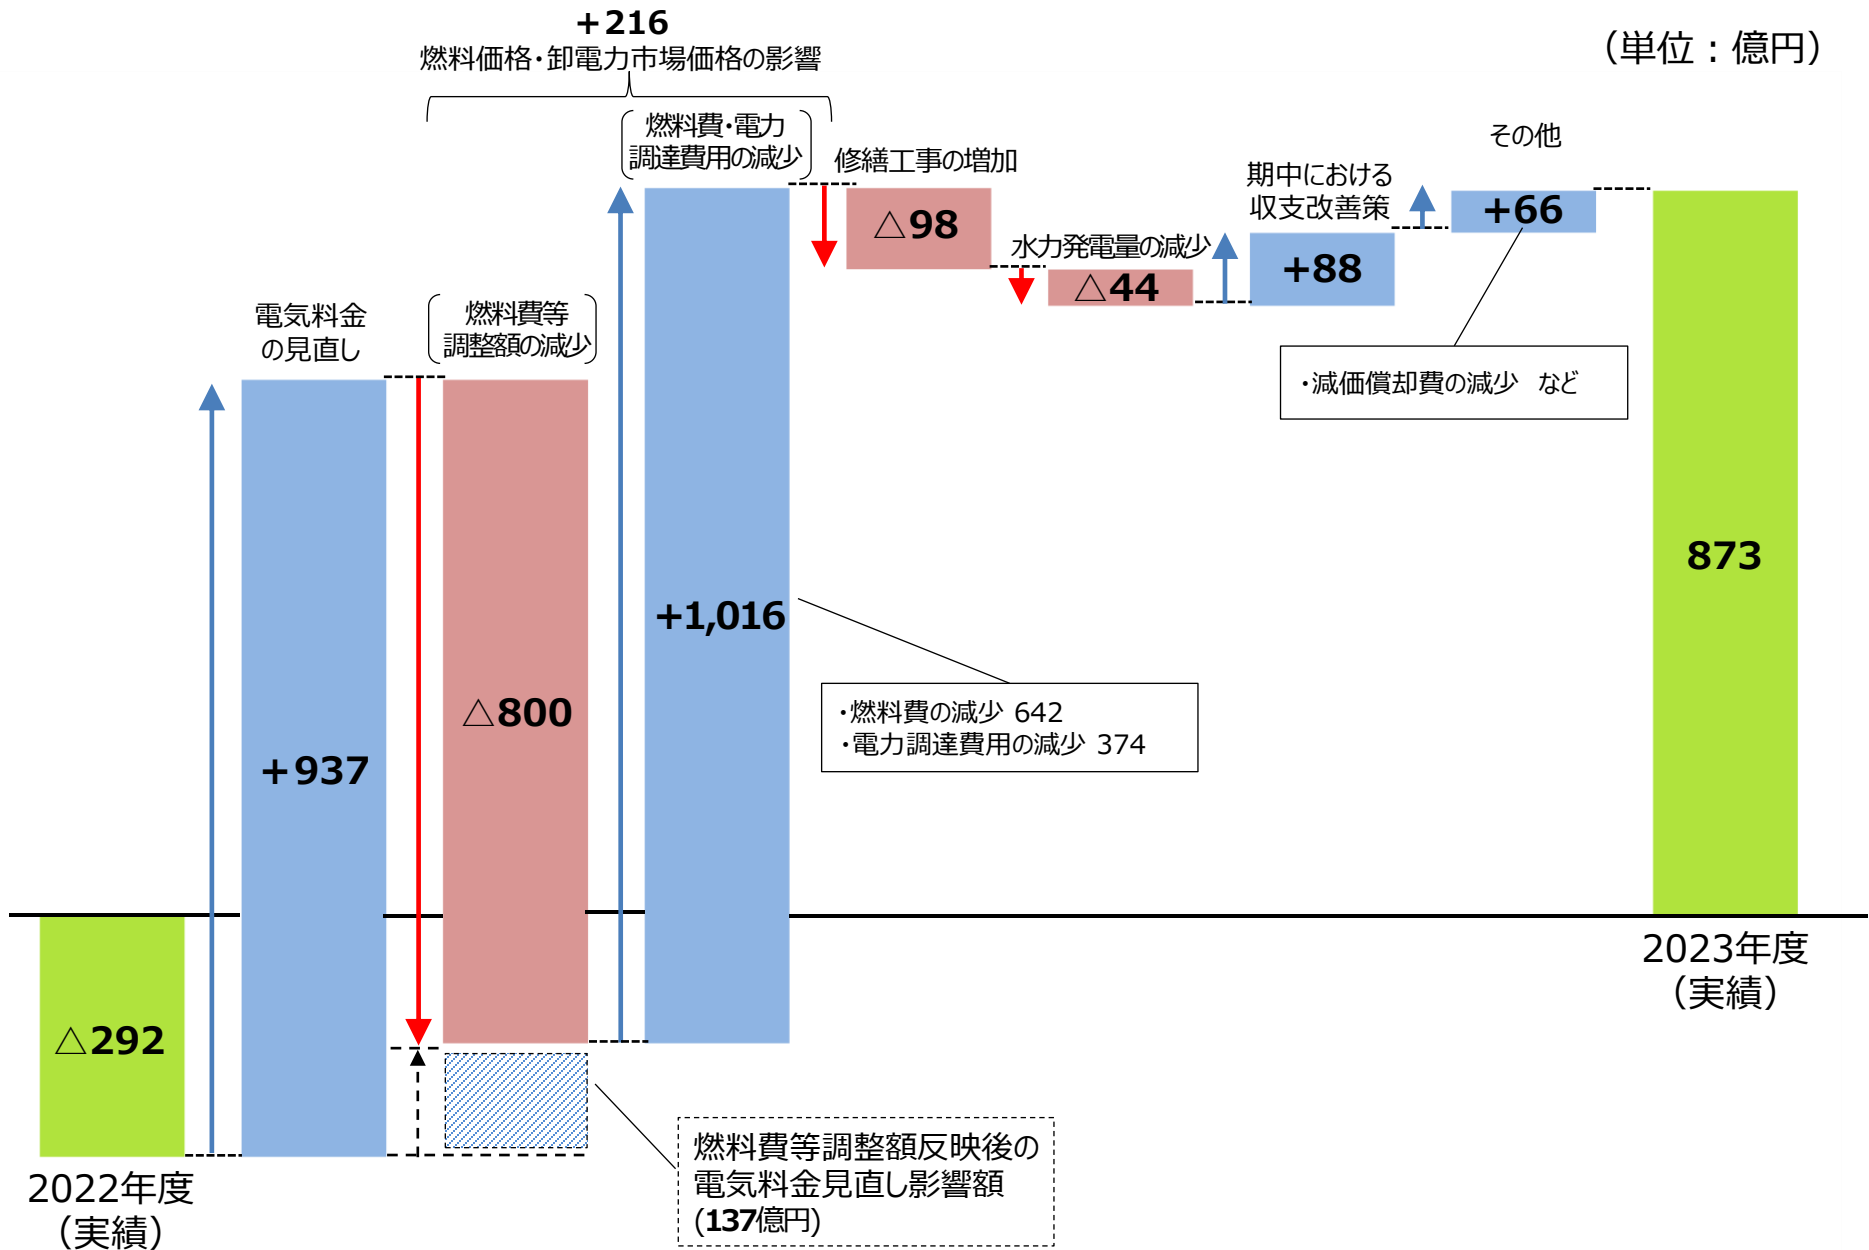 （単位：億円）
+216
燃料価格・卸電力市場価格の影響
燃料費・電力
調達費用の減少
修繕工事の増加
その他
期中における
収支改善策
水力発電量の減少
電気料金
の見直し
燃料費等
調整額の減少
△98
△44
+88
+66
・減価償却費の減少 など
+1,016
・燃料費の減少 642
・電力調達費用の減少 374
△800
+937
873
△292
2022年度
（実績）
2023年度
（実績）
燃料費等調整額反映後の
電気料金見直し影響額
(137億円)